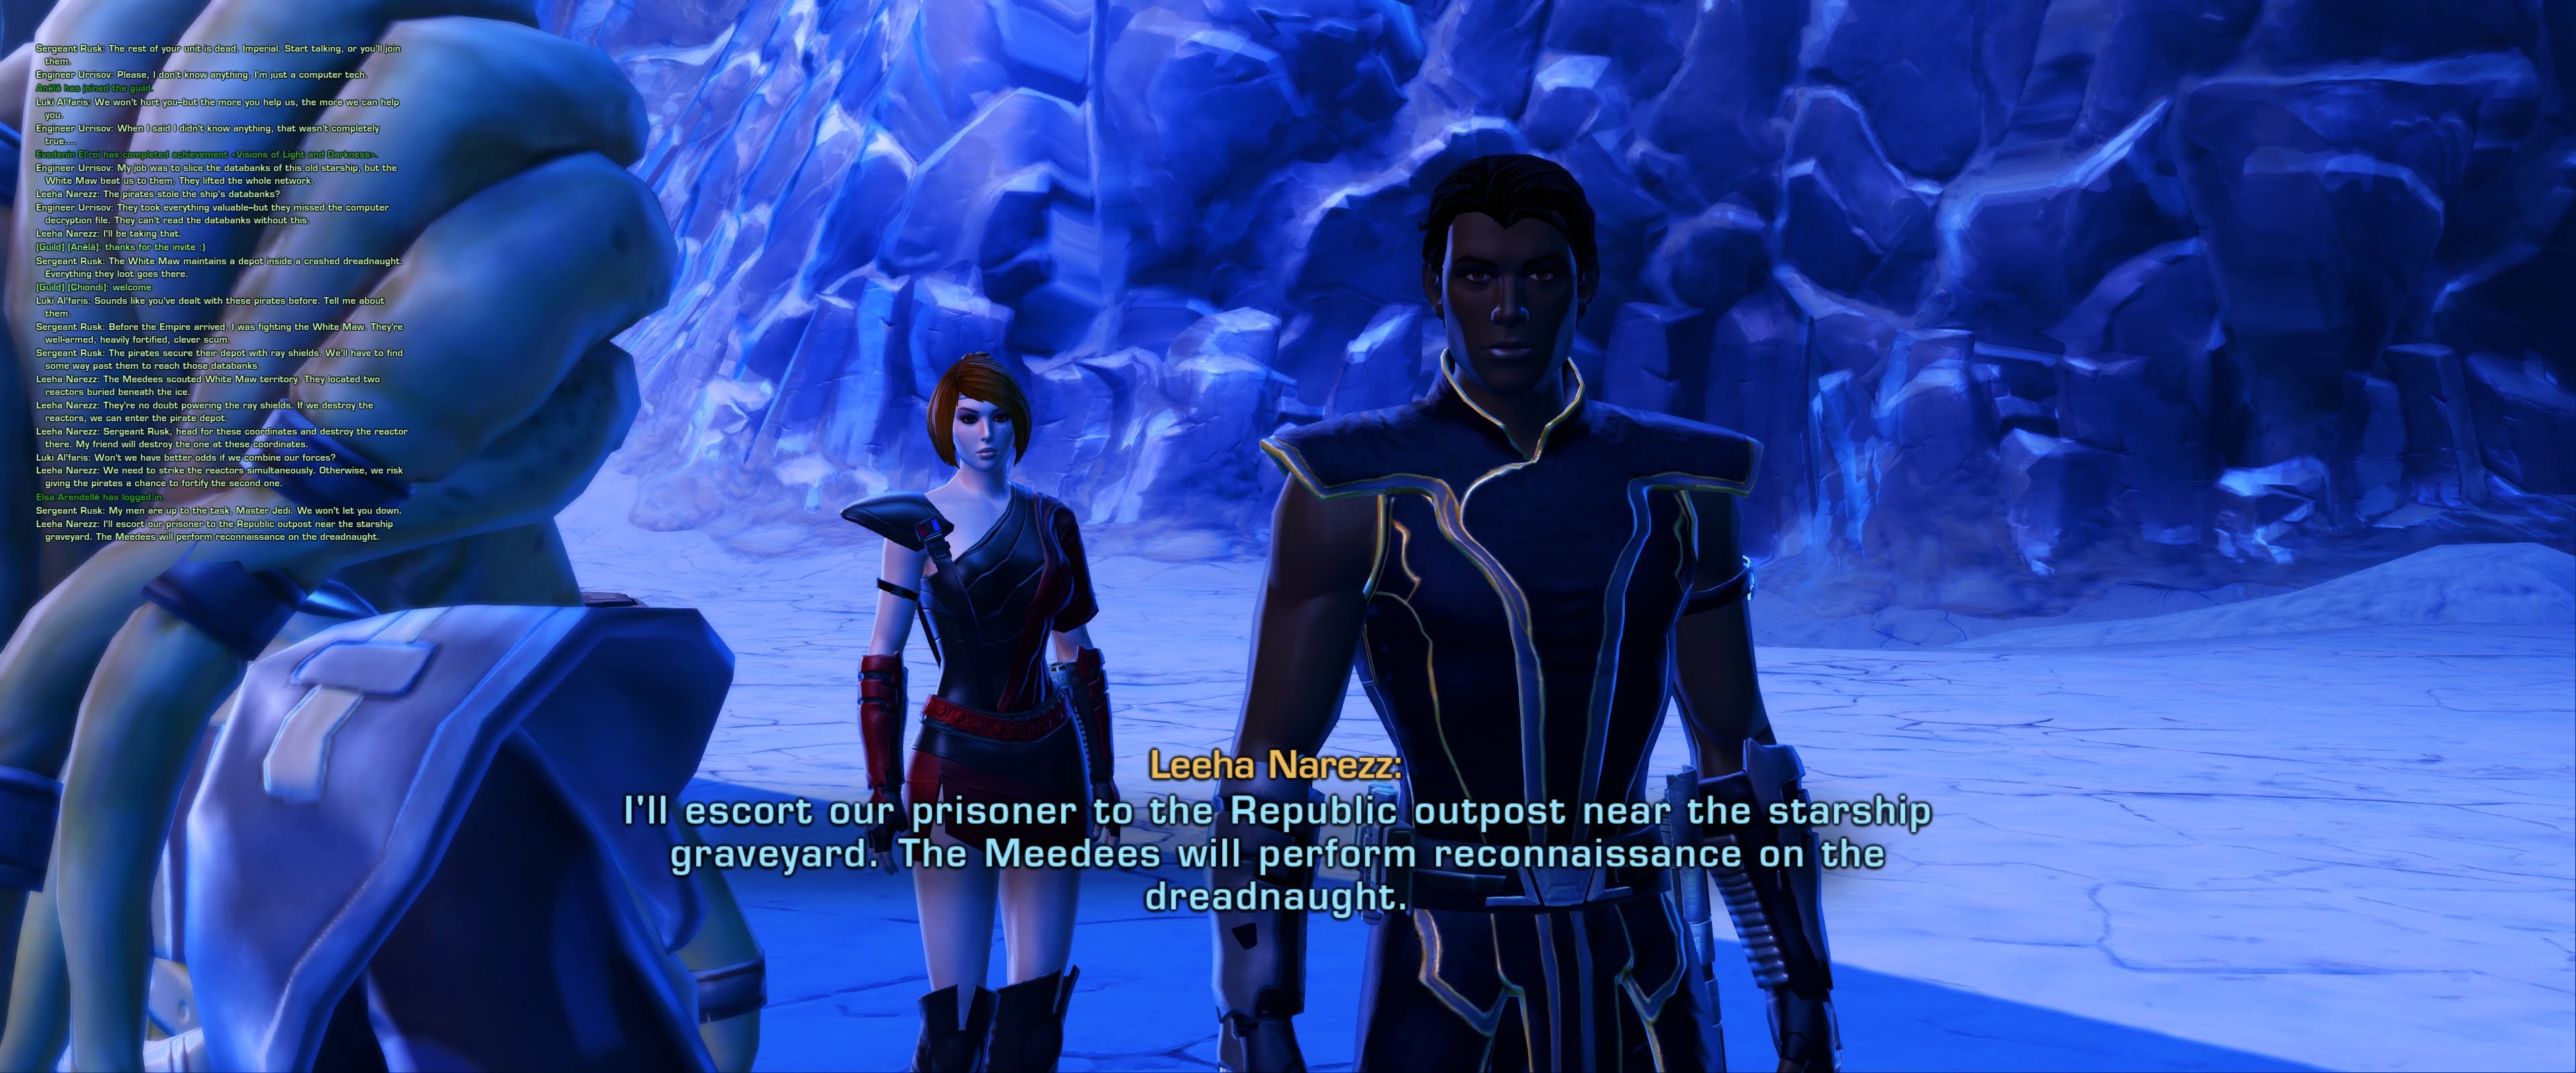 Sergeant Rusk: The rest of your unit is dead, Imperial. Start talking, or you'll join
them.
Engineer Urrisov: Please, I don't know anything. I'm just a computer tech.
Anêlâ has joined the guild.
Luki Al'faris: We won't hurt you—but the more you help us, the more we can help
you.
Engineer Urrisov: When I said I didn't know anything, that wasn't completely
true....
Evsdenin El'roi has completed achievement <Visions of Light and Darkness>.
Engineer Urrisov: My job was to slice the databanks of this old starship, but the
White Maw beat us to them. They lifted the whole network.
Leeha Narezz: The pirates stole the ship's databanks?
Engineer Urrisov: They took everything valuable—but they missed the computer
decryption file. They can't read the databanks without this.
Leeha Narezz: I'll be taking that.
[Guild] [Anêlâ]: thanks for the invite :)
Sergeant Rusk: The White Maw maintains a depot inside a crashed dreadnaught.
Everything they loot goes there.
[Guild] [Chiondi]: welcome
Luki Al'faris: Sounds like you've dealt with these pirates before. Tell me about
them.
Sergeant Rusk: Before the Empire arrived, I was fighting the White Maw. They're
well-armed, heavily fortified, clever scum.
Sergeant Rusk: The pirates secure their depot with ray shields. We'll have to find
some way past them to reach those databanks.
Leeha Narezz: The Meedees scouted White Maw territory. They located two
reactors buried beneath the ice.
Leeha Narezz: They're no doubt powering the ray shields. If we destroy the
reactors, we can enter the pirate depot.
Leeha Narezz: Sergeant Rusk, head for these coordinates and destroy the reactor
there. My friend will destroy the one at these coordinates.
Luki Al'faris: Won't we have better odds if we combine our forces?
Leeha Narezz: We need to strike the reactors simultaneously. Otherwise, we risk
giving the pirates a chance to fortify the second one.
Elsa Arendellê has logged in.
Sergeant Rusk: My men are up to the task, Master Jedi. We won't let you down.
Leeha Narezz: I'll escort our prisoner to the Republic outpost near the starship
graveyard. The Meedees will perform reconnaissance on the dreadnaught.
Leeha Narezz:
I'll escort our prisoner to the Republic outpost near the starship
graveyard. The Meedees will perform reconnaissance on the
dreadnaught.